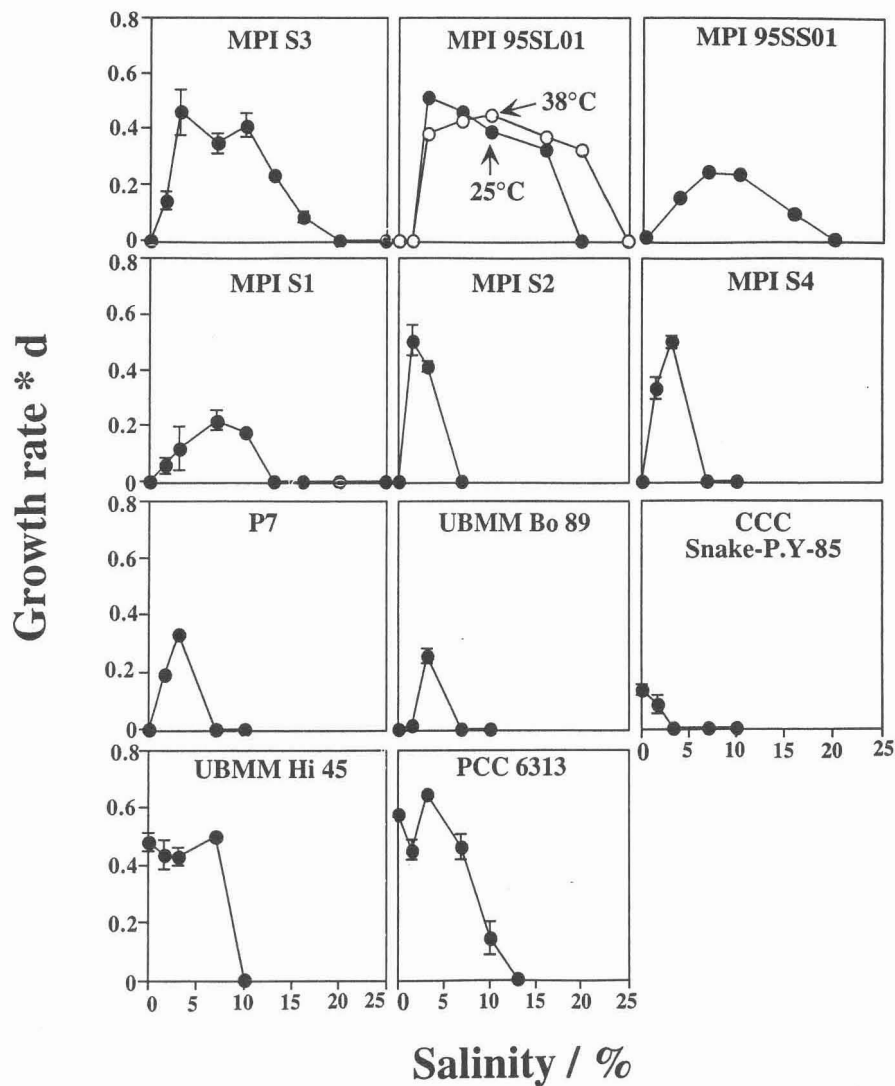 MPI S3
MPI 95SL01
MPI 95SS01
0.8
0.6
0.4
0.2
0
38°C
25°C
MPI S1
MPI S2
MPI S4
0.8
0.6
0.4
0.2
0
P7
UBMM Bo 89
CCC
Snake-P.Y-85
0.8
0.6
0.4
0.2
0
0 5 10 15 20 25
UBMM Hi 45
PCC 6313
0.8
0.6
0.4
0.2
0
0 5 10 15 20 25
0 5 10 15 20 25
Growth rate * d
Salinity / %